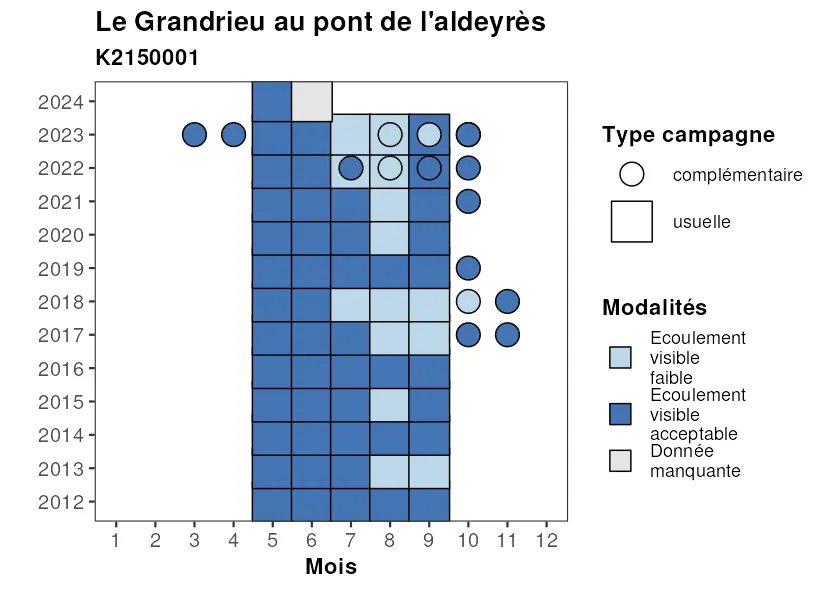 Le Grandrieu au pont de l'aldeyrès
K2150001
2024
2023
2022
2021
2020
2019
2018
2017
2016
2015
2014
2013
2012
1 2 3 4 5 6 7 8 9 10 11 12
Mois
Type campagne
complémentaire
usuelle
Modalités
Ecoulement
visible
faible
Ecoulement
visible
acceptable
Donnée
manquante